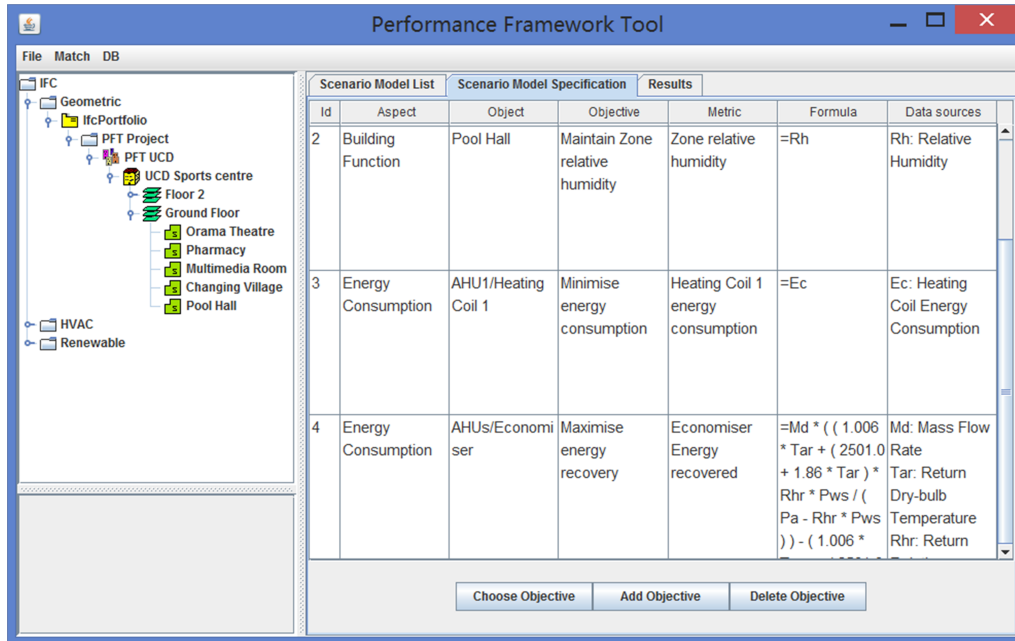 Performance Framework Tool
File Match DB
IFC
Geometric
IfcPortfolio
PFT Project
PFT UCD
UCD Sports centre
Floor 2
Ground Floor
S Orama Theatre
S Pharmacy
S Multimedia Room
S Changing Village
S Pool Hall
HVAC
Renewable
Scenario Model List Scenario Model Specification Results
Id Aspect Object Objective Metric Formula Data sources
2 Building Pool Hall Maintain Zone Zone relative =Rh Rh: Relative
Function relative humidity Humidity
humidity
3 Energy AHU1/Heating Minimise Heating Coil 1 =Ec Ec: Heating
Consumption Coil 1 energy energy Coil Energy
consumption consumption Consumption
4 Energy AHUs/Economi Maximise Economiser =Md * ( ( 1.006 Md: Mass Flow
Consumption ser energy Energy * Tar + ( 2501.0 Rate
recovery recovered + 1.86 * Tar ) * Tar: Return
Rhr * Pws / ( Dry-bulb
Pa - Rhr * Pws Temperature
) ) - ( 1.006 * Rhr: Return
Choose Objective Add Objective Delete Objective